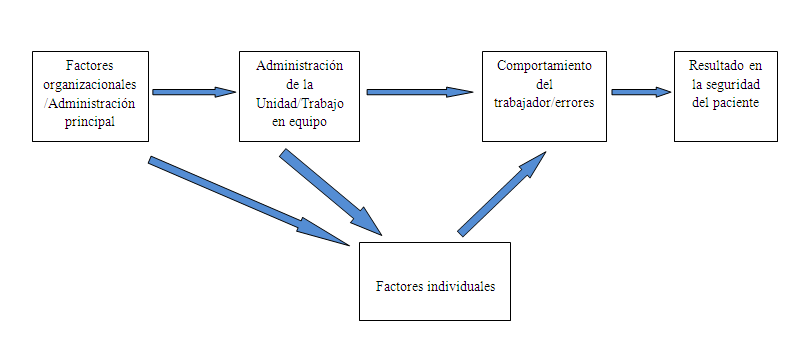 Factores
organizacionales
/Administración
principal
Administración
de la
Unidad/Trabajo
en equipo
Comportamiento
del
trabajador/errores
Resultado en
la seguridad
del paciente
Factores individuales